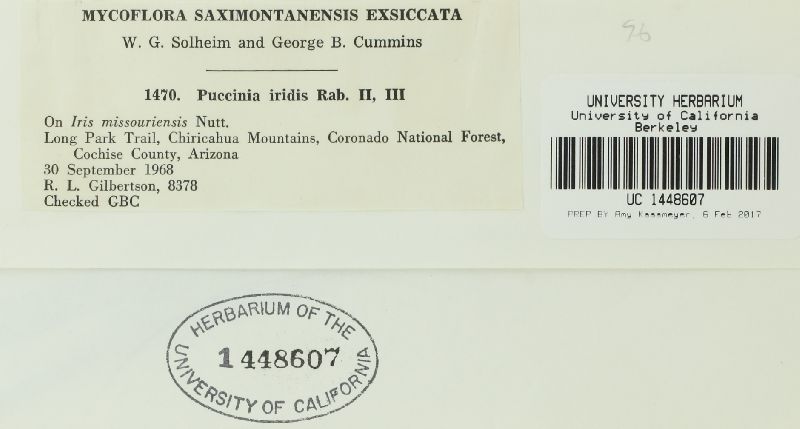 MYCOFLORA SAXIMONTANENSIS EXSICCATA
W. G. Solheim and George B. Cummins
1470. Puccinia iridis Rab. II, III
On Iris missouriensis Nutt.
Long Park Trail, Chiricahua Mountains, Coronado National Forest,
Cochise County, Arizona
30 September 1968
R. L. Gilbertson, 8378
Checked GBC
UNIVERSITY HERBARIUM
University of California
Berkeley
UC 1448607
PREP BY Amy Kasameyer, 6 Feb 2017
HERBARIUM OF THE
1448607
UNIVERSITY OF CALIFORNIA